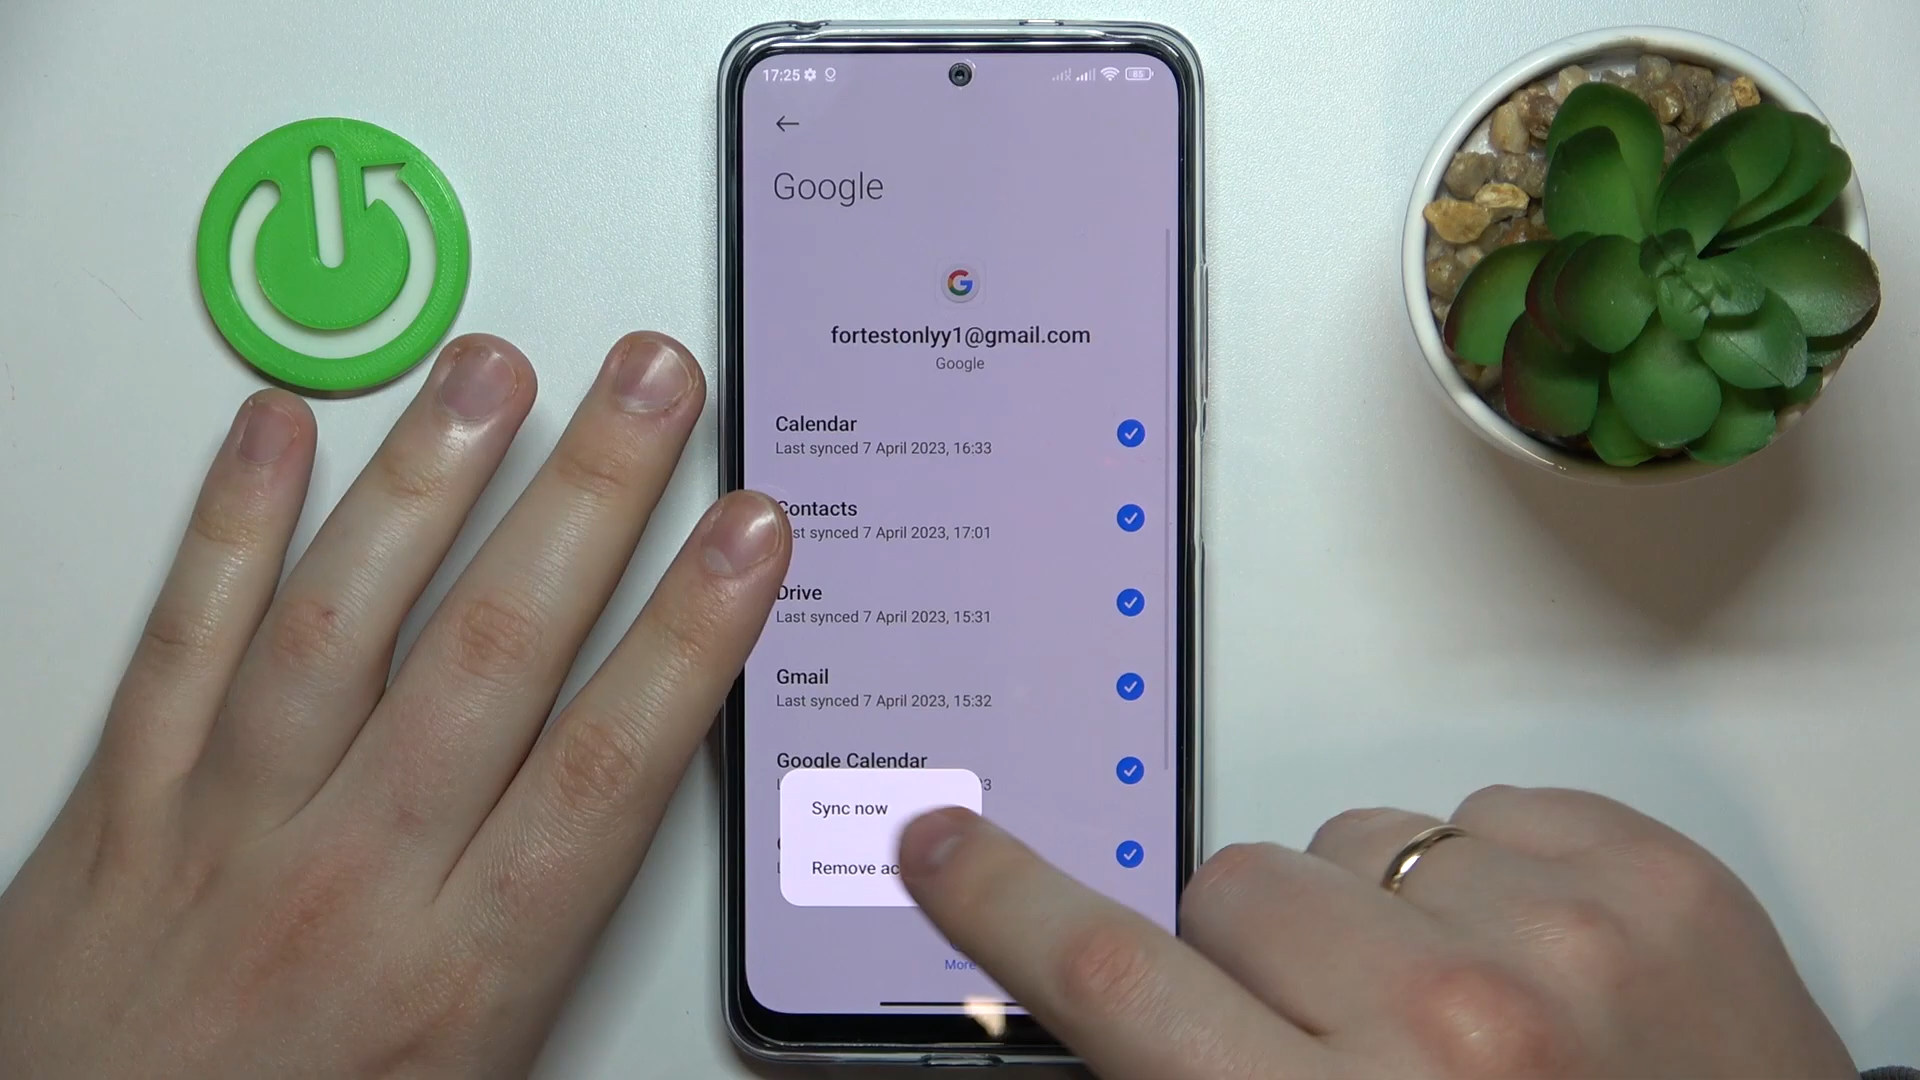 17:25
85
Google
fortestonlyy1@gmail.com
Google
Calendar
Last synced 7 April 2023, 16:33
Contacts
synced 7 April 2023, 17:01
Drive
Last synced 7 April 2023, 15:31
Gmail
Last synced 7 April 2023, 15:32
Google Calendar
Sync now
Remove
More